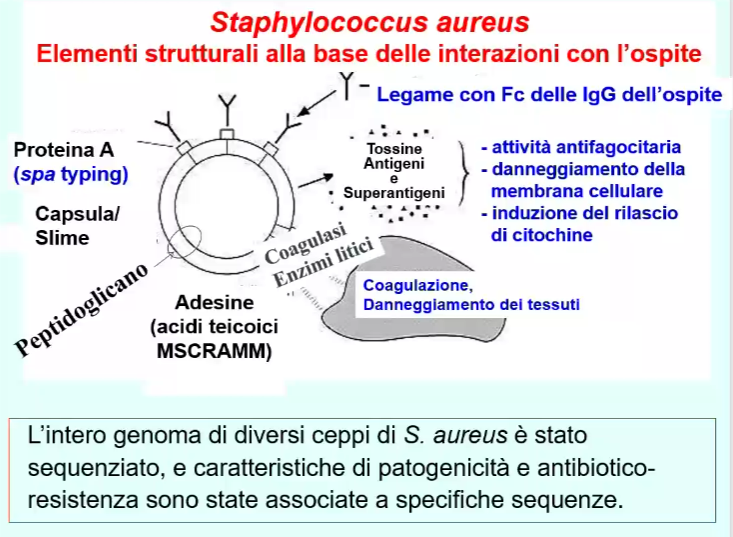 Staphylococcus aureus
Elementi strutturali alla base delle interazioni con l'ospite
Legame con Fc delle IgG dell'ospite
Proteina A
(spa typing)
Capsula/
Slime
Peptidoglicano
Adesine
(acidi teicoici
MSCRAMM)
Tossine
Antigeni
e
Superantigeni
- attività antifagocitaria
- danneggiamento della
membrana cellulare
- induzione del rilascio
di citochine
Coagulasi
Enzimi litici
Coagulazione,
Danneggiamento dei tessuti
L'intero genoma di diversi ceppi di S. aureus è stato
sequenziato, e caratteristiche di patogenicità e antibiotico-
resistenza sono state associate a specifiche sequenze.